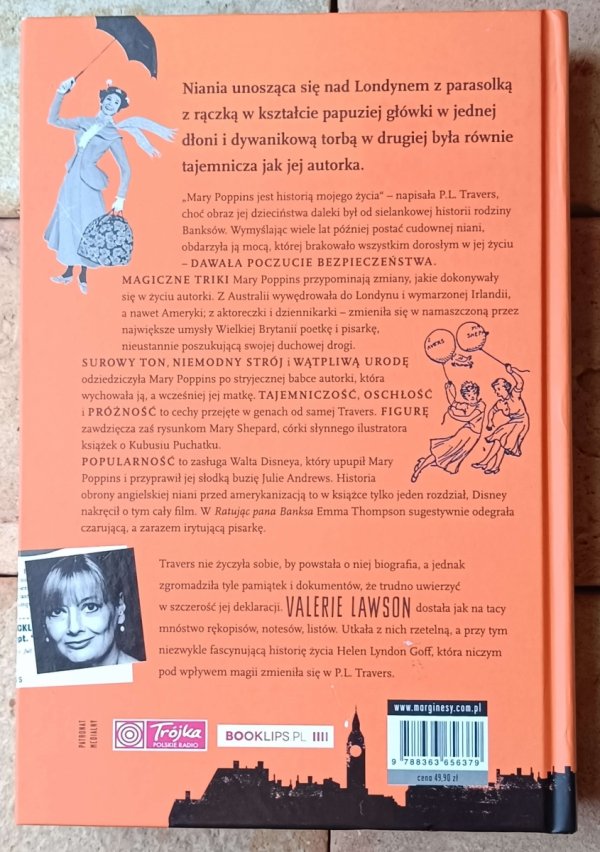 Niania unosząca się nad Londynem z parasolką
z rączką w kształcie papuziej główki w jednej
dłoni i dywanikową torbą w drugiej była równie
tajemnicza jak jej autorka.
„Mary Poppins jest historią mojego życia” – napisała P.L. Travers,
choć obraz jej dzieciństwa daleki był od sielankowej historii rodziny
Banksów. Wymyślając wiele lat później postać cudownej niani,
obdarzyła ją mocą, której brakowało wszystkim dorosłym w jej życiu
– DAWAŁA POCZUCIE BEZPIECZEŃSTWA.
MAGICZNE TRIKI Mary Poppins przypominają zmiany, jakie dokonywały
się w życiu autorki. Z Australii wywędrowała do Londynu i wymarzonej Irlandii,
a nawet Ameryki; z aktoreczki i dziennikarki – zmieniła się w namaszczoną przez
największe umysły Wielkiej Brytanii poetkę i pisarkę,
nieustannie poszukującą swojej duchowej drogi.
SUROWY TON, NIEMODNY STRÓJ i WĄTPLIWĄ URODĘ
odziedziczyła Mary Poppins po stryjecznej babce autorki, która
wychowała ją, a wcześniej jej matkę. TAJEMNICZOŚĆ, OSCHŁOŚĆ
i PRÓŻNOŚĆ to cechy przejęte w genach od samej Travers. FIGURĘ
zawdzięcza zaś rysunkom Mary Shepard, córki słynnego ilustratora
książek o Kubusiu Puchatku.
POPULARNOŚĆ to zasługa Walta Disneya, który upupił Mary
Poppins i przyprawił jej słodką buzię Julie Andrews. Historia
obrony angielskiej niani przed amerykanizacją to w książce tylko jeden rozdział, Disney
nakręcił o tym cały film. W Ratując pana Banksa Emma Thompson sugestywnie odegrała
czarującą, a zarazem irytującą pisarkę.
Travers nie życzyła sobie, by powstała o niej biografia, a jednak
zgromadziła tyle pamiątek i dokumentów, że trudno uwierzyć
w szczerość jej deklaracji. VALERIE LAWSON dostała jak na tacy
mnóstwo rękopisów, notesów, listów. Utkała z nich rzetelną, a przy tym
niezwykle fascynującą historię życia Helen Lyndon Goff, która niczym
pod wpływem magii zmieniła się w P.L. Travers.
PATRONAT
MEDIALNY
Trójka
POLSKIE RADIO
BOOKLIPS.PL
www.marginesy.com.pl
9 788363 656379
cena 49,90 zł